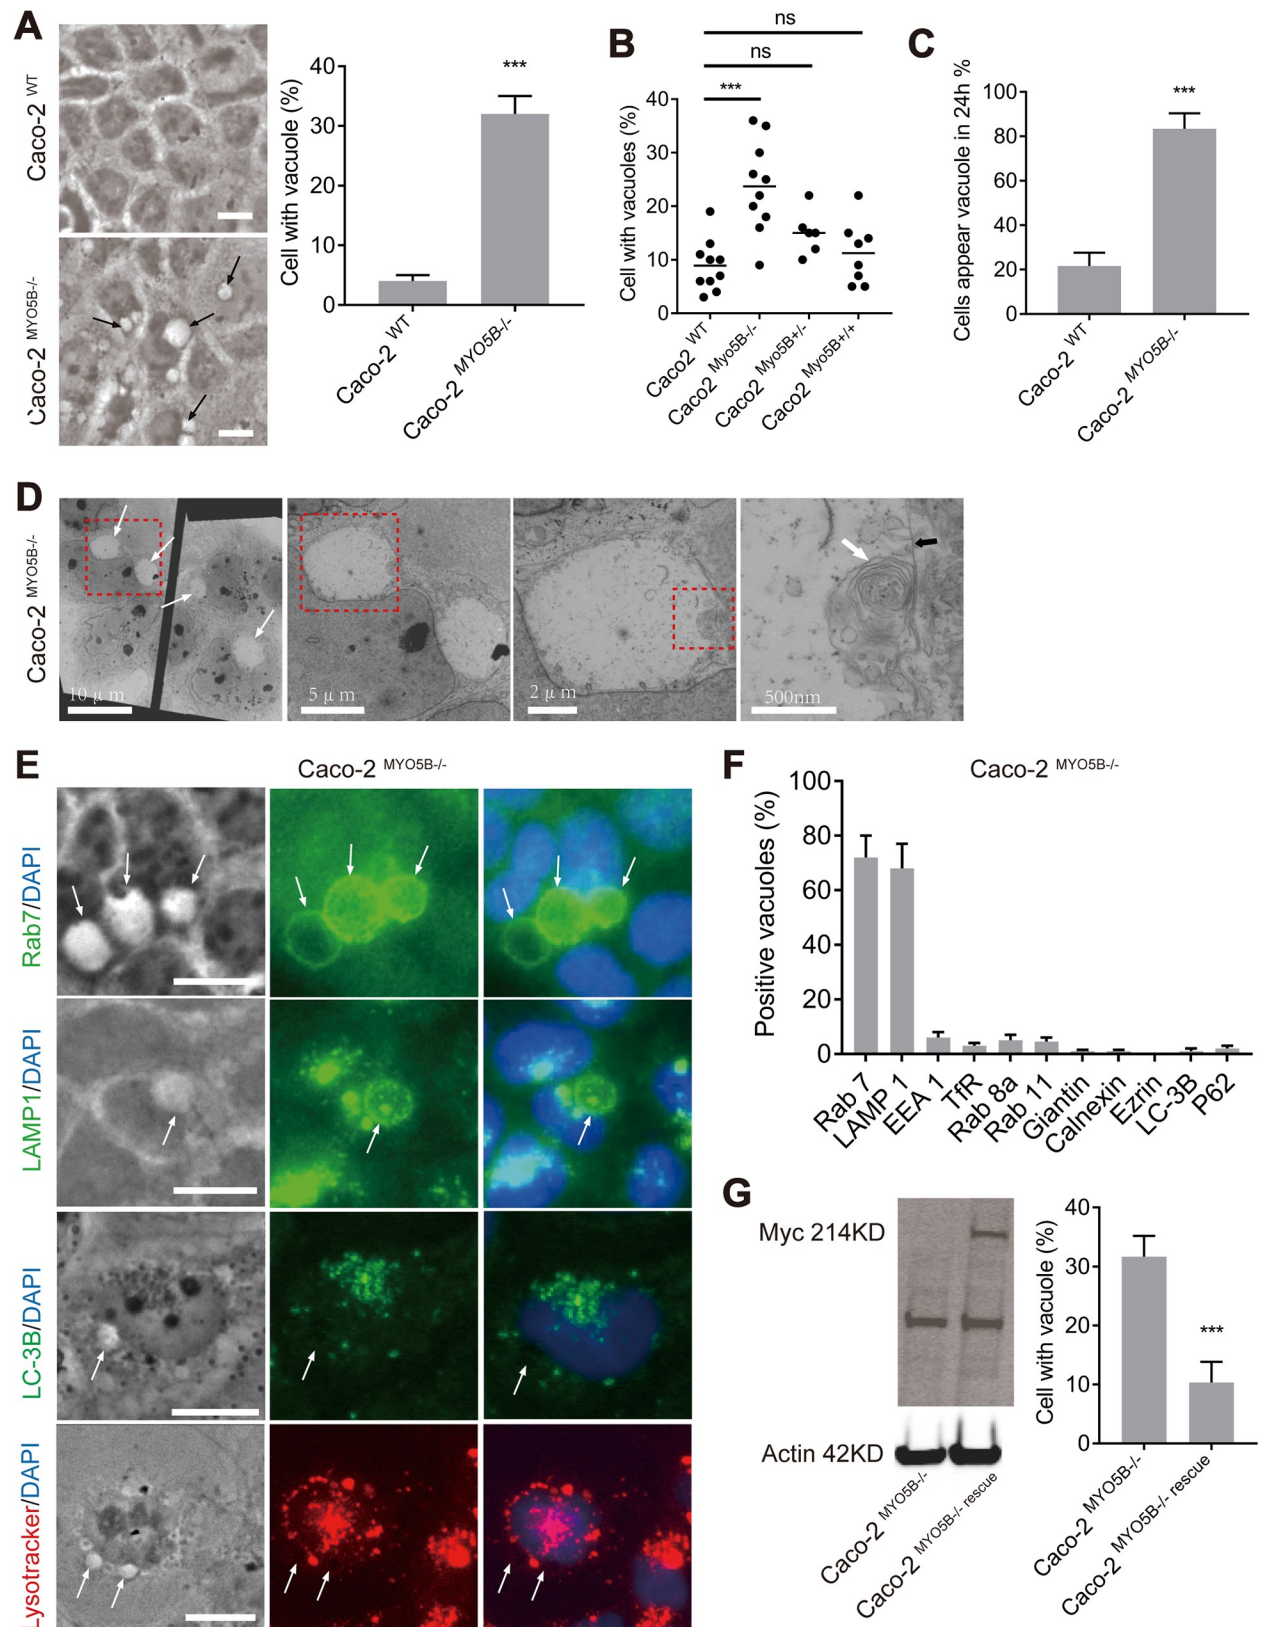 A
Caco-2 WT
Caco-2 MYO5B-/-
Cell with vacuole (%)
40
30
20
10
0
***
Caco-2 WT
Caco-2 MYO5B-/-
B
ns
ns
***
Cell with vacuoles (%)
40
30
20
10
0
Caco2 WT
Caco2 Myo5B-/-
Caco2 Myo5B+/-
Caco2 Myo5B+/+
C
Cells appear vacuole in 24h %
100
80
60
40
20
0
***
Caco-2 WT
Caco-2 MYO5B-/-
D
Caco-2 MYO5B-/-
10 μm
5 μm
2 μm
500nm
E
Caco-2 MYO5B-/-
Rab7/DAPI
LAMP1/DAPI
LC-3B/DAPI
Lysotracker/DAPI
F
Caco-2 MYO5B-/-
Positive vacuoles (%)
100
80
60
40
20
0
Rab 7
LAMP 1
EEA 1
TfR
Rab 8a
Rab 11
Giantin
Calnexin
Ezrin
LC-3B
P62
G
Myc 214KD
Actin 42KD
Caco-2 MYO5B-/-
Caco-2 MYO5B-/- rescue
Cell with vacuole (%)
40
30
20
10
0
***
Caco-2 MYO5B-/-
Caco-2 MYO5B-/- rescue